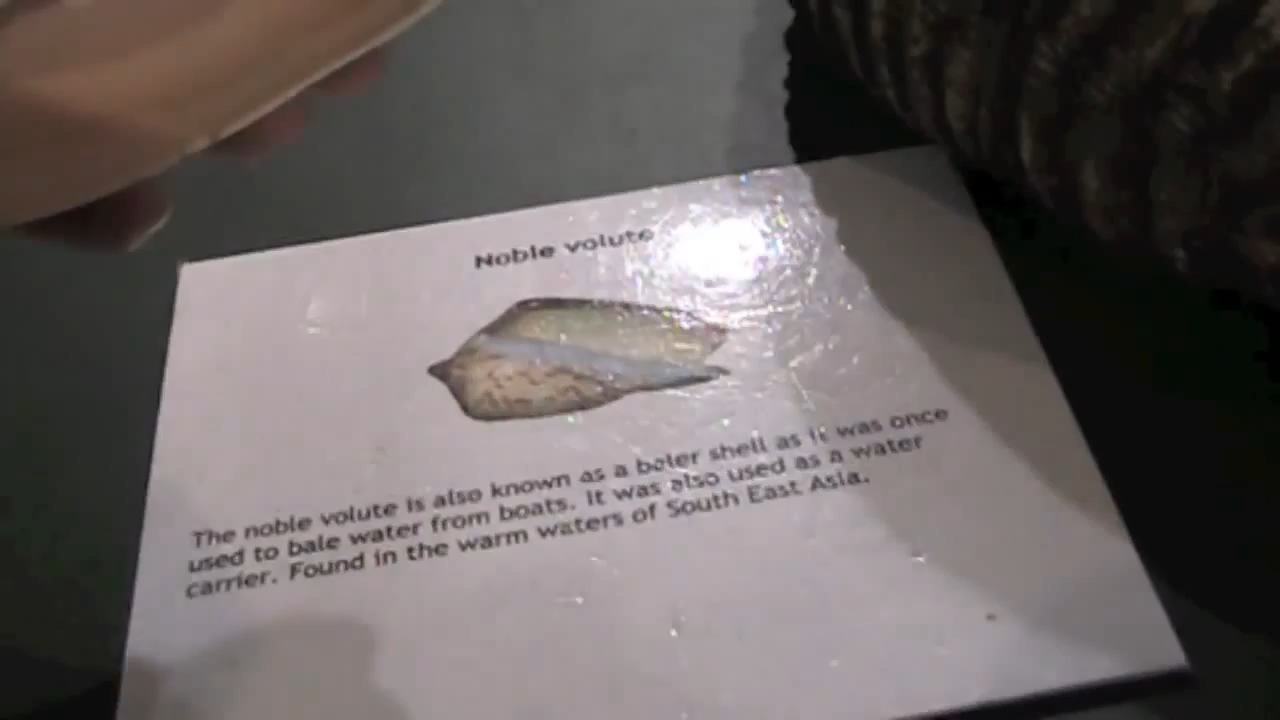 Noble volute
The noble volute is also known as a baler shell as it was once
used to bale water from boats. It was also used as a water
carrier. Found in the warm waters of South East Asia.